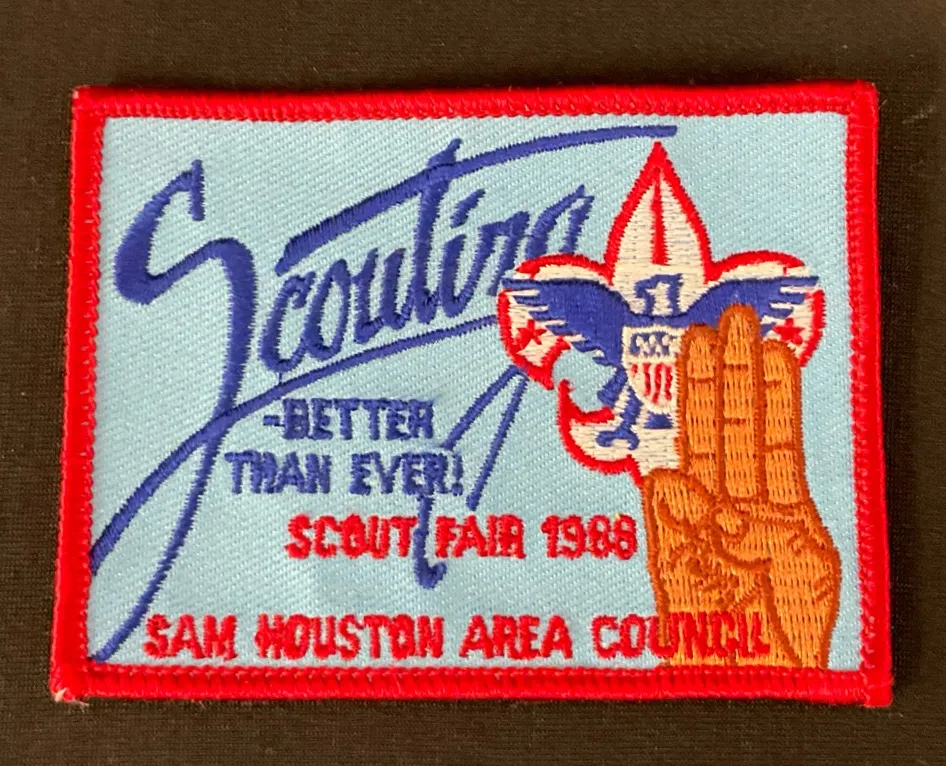 Scouting
-BETTER
THAN EVER!
SCOUT FAIR 1988
SAM HOUSTON AREA COUNCIL